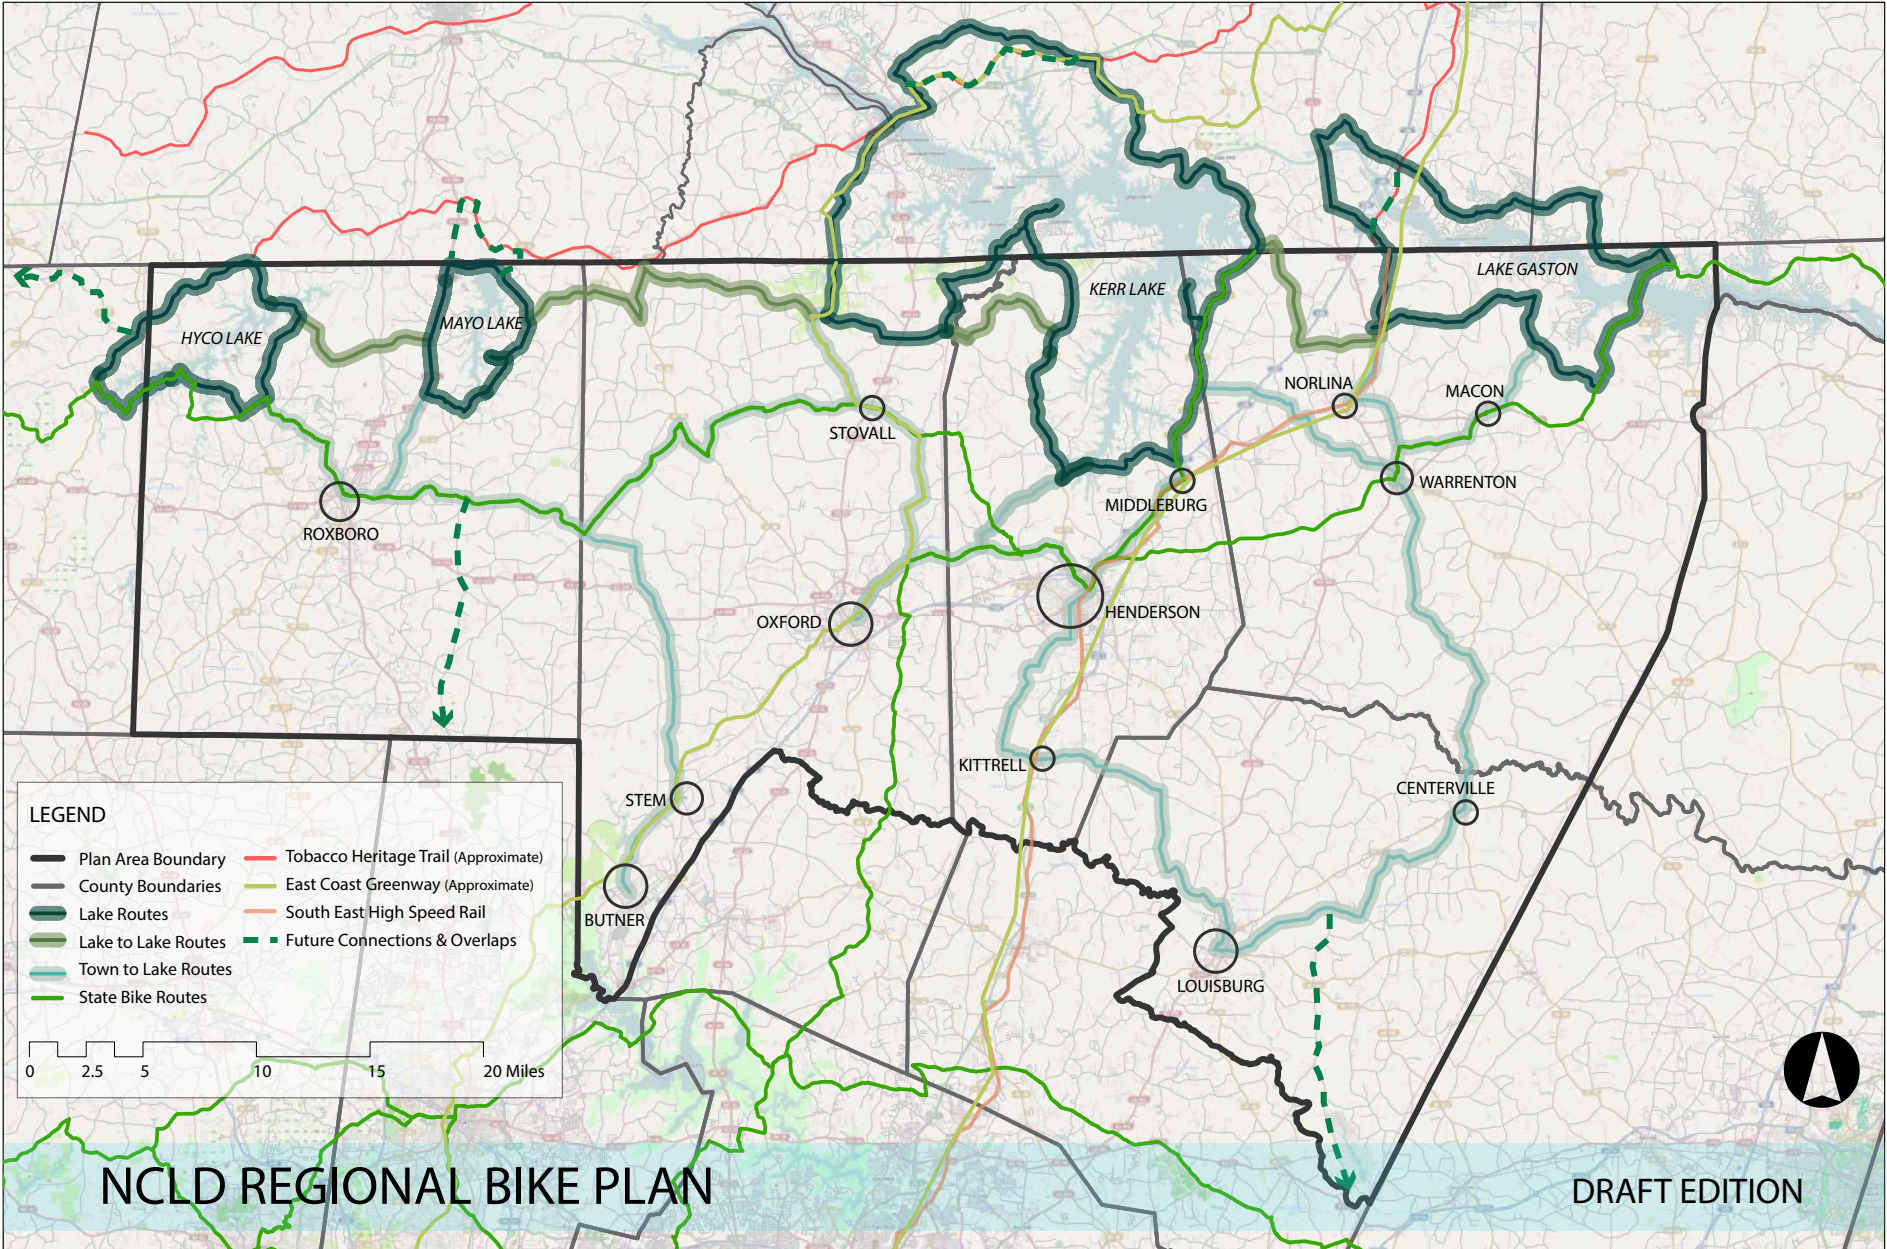 HYCO LAKE
MAYO LAKE
KERR LAKE
LAKE GASTON
NORLINA
MACON
STOVALL
WARRENTON
MIDDLEBURG
ROXBORO
HENDERSON
OXFORD
KITTRELL
STEM
CENTERVILLE
BUTNER
LOUISBURG
LEGEND
Plan Area Boundary
County Boundaries
Lake Routes
Lake to Lake Routes
Town to Lake Routes
State Bike Routes
Tobacco Heritage Trail (Approximate)
East Coast Greenway (Approximate)
South East High Speed Rail
Future Connections & Overlaps
0 2.5 5 10 15 20 Miles
NCLD REGIONAL BIKE PLAN
DRAFT EDITION